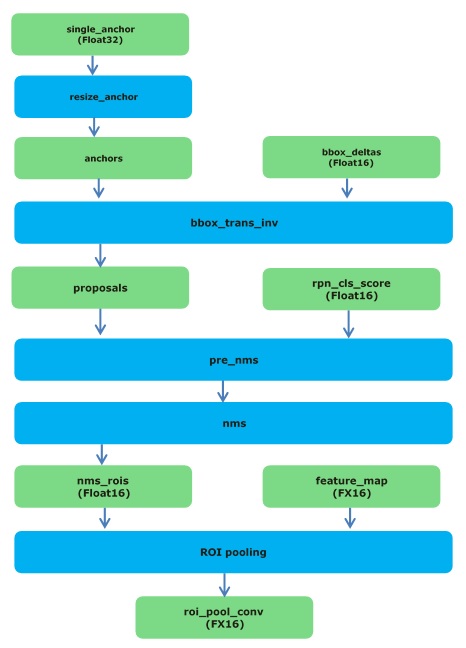 single_anchor
(Float32)
resize_anchor
anchors
bbox_deltas
(Float16)
bbox_trans_inv
proposals
rpn_cls_score
(Float16)
pre_nms
nms
nms_rois
(Float16)
feature_map
(FX16)
ROI pooling
roi_pool_conv
(FX16)